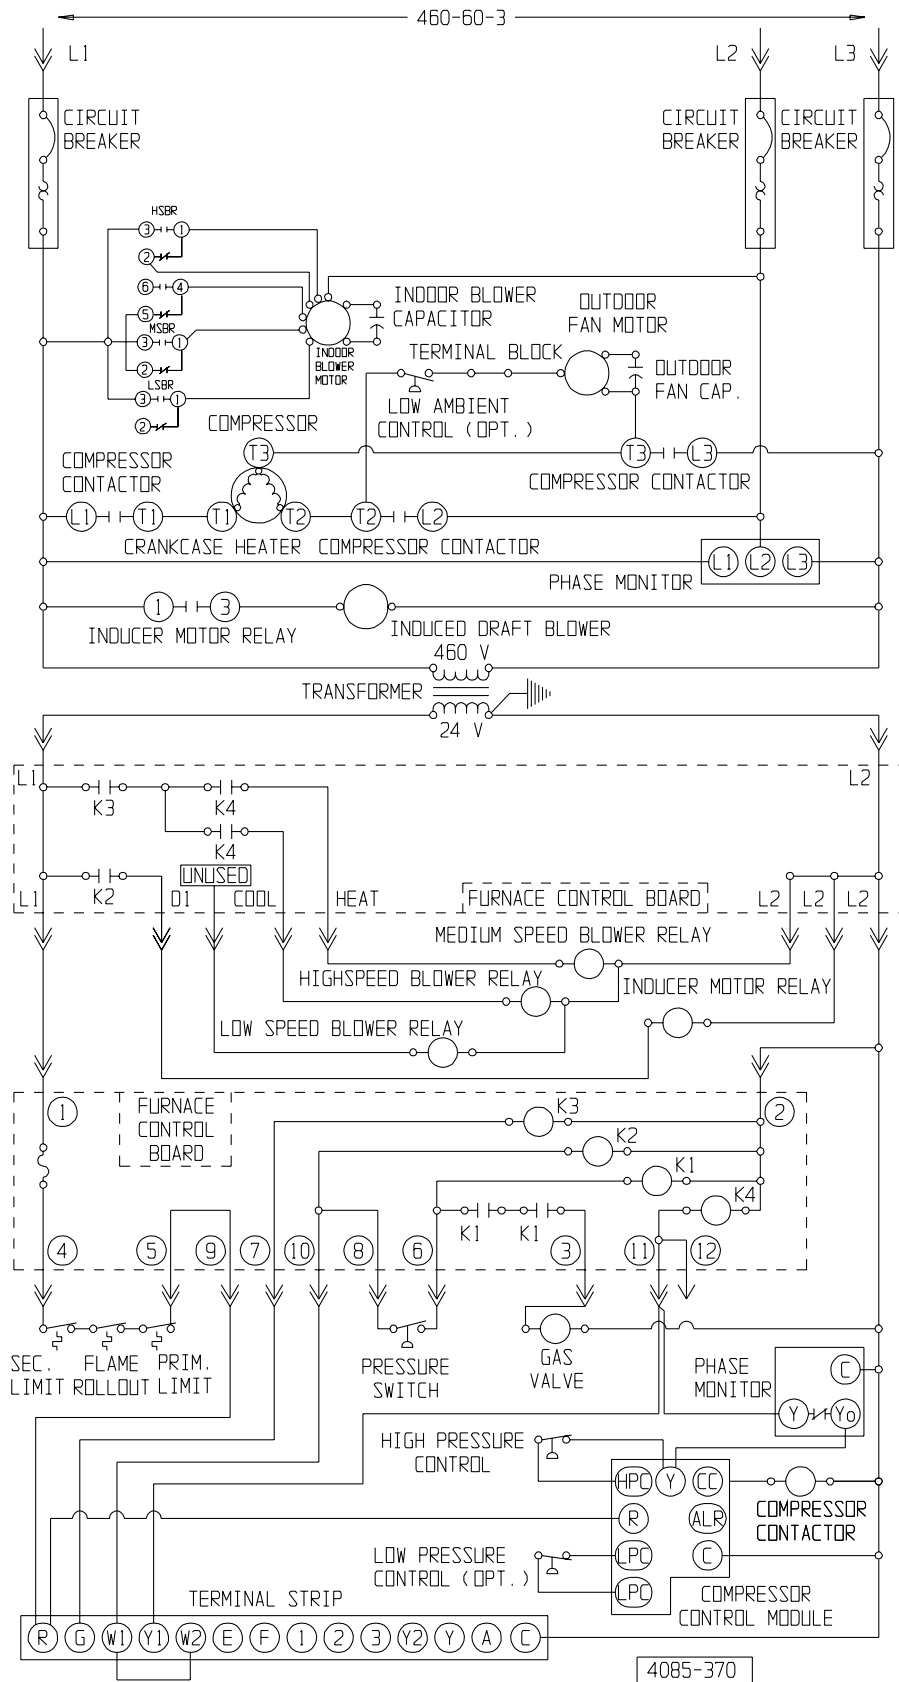 460-60-3
L1
L2
L3
CIRCUIT
BREAKER
CIRCUIT
BREAKER
CIRCUIT
BREAKER
HSBR
3 1
2
6 4
5
MSBR
3 1
2
LSBR
3 1
2
INDOOR BLOWER
CAPACITOR
INDOOR
BLOWER
MOTOR
OUTDOOR
FAN MOTOR
TERMINAL BLOCK
OUTDOOR
FAN CAP.
LOW AMBIENT
CONTROL (OPT.)
COMPRESSOR
T3
T3 L3
COMPRESSOR
CONTACTOR
COMPRESSOR CONTACTOR
L1 T1 T1 T2 T2 L2
CRANKCASE HEATER
COMPRESSOR CONTACTOR
L1 L2 L3
PHASE MONITOR
1 3
INDUCER MOTOR RELAY
INDUCED DRAFT BLOWER
460 V
TRANSFORMER
24 V
L1
L2
K3
K4
K4
K2
UNUSED
L1
D1
COOL
HEAT
FURNACE CONTROL BOARD
L2
L2
L2
MEDIUM SPEED BLOWER RELAY
HIGHSPEED BLOWER RELAY
INDUCER MOTOR RELAY
LOW SPEED BLOWER RELAY
1
FURNACE
CONTROL
BOARD
K3
2
K2
K1
K4
K1
K1
4 5 9 7 10 8 6 3 11 12
SEC.
LIMIT
FLAME
ROLLOUT
PRIM.
LIMIT
PRESSURE
SWITCH
GAS
VALVE
PHASE
MONITOR
C
Y Yo
HIGH PRESSURE
CONTROL
HPC Y CC
R ALR
LPC C
LPC
COMPRESSOR
CONTACTOR
LOW PRESSURE
CONTROL (OPT.)
COMPRESSOR
CONTROL MODULE
TERMINAL STRIP
R G W1 Y1 W2 E F 1 2 3 Y2 Y A C
4085-370